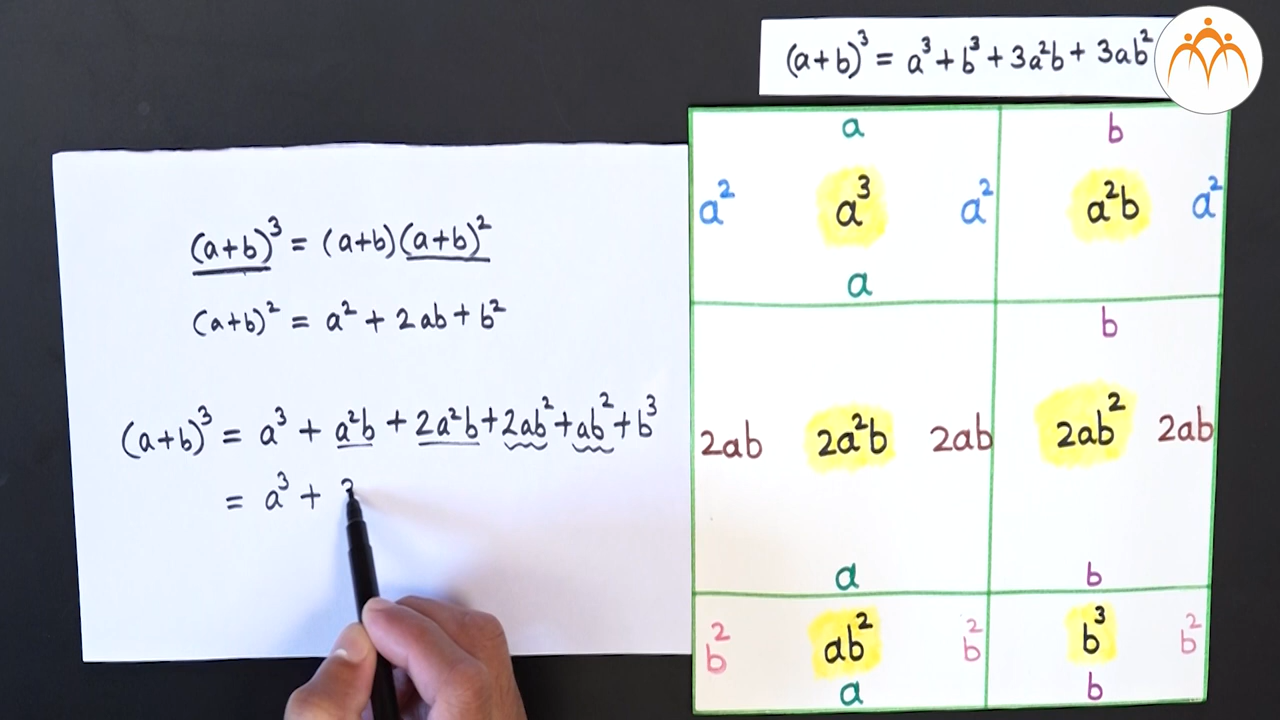 (a+b)³ = a³ + b³ + 3a²b + 3ab²
(a+b)³ = (a+b)(a+b)²
(a+b)² = a² + 2ab + b²
(a+b)³ = a³ + a²b + 2a²b + 2ab² + ab² + b³
= a³ +
a b
a² a³ a² a²b a²
a
b
2ab 2a²b 2ab 2ab² 2ab
a b
b² ab² b² b³ b²
a b